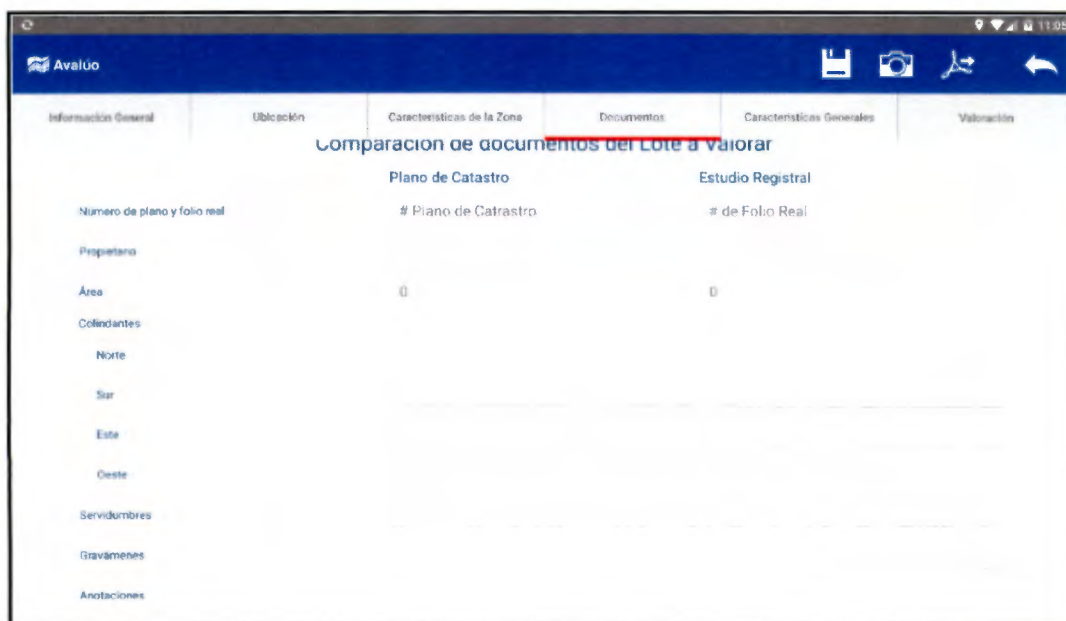 11:05
Avalúo
Información General Ubicación Características de la Zona Documentos Características Generales Valoración
Comparación de documentos del Lote a Valorar
Plano de Catastro Estudio Registral
Número de plano y folio real # Plano de Catrastro # de Folio Real
Propietario
Área 0 0
Colindantes
Norte
Sur
Este
Oeste
Servidumbres
Gravámenes
Anotaciones